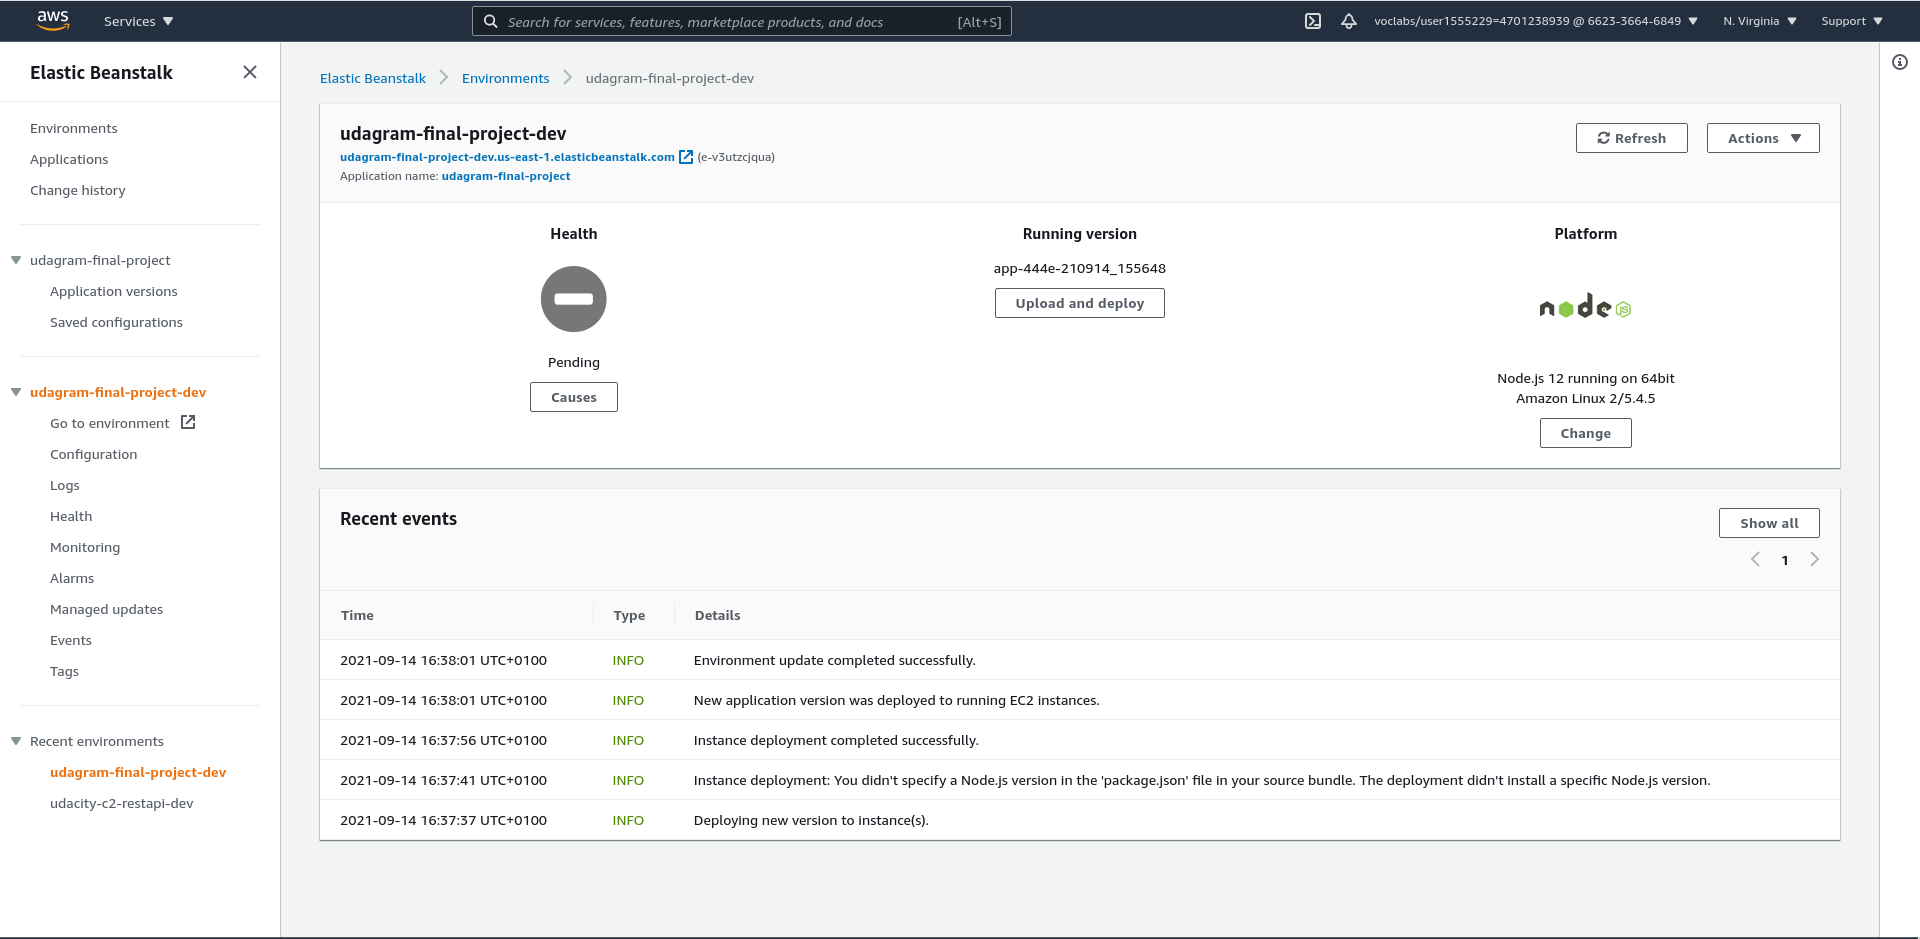 aws
Services
Search for services, features, marketplace products, and docs [Alt+S]
voclabs/user1555229=4701238939 @ 6623-3664-6849
N. Virginia
Support
Elastic Beanstalk
Environments
Applications
Change history
udagram-final-project
Application versions
Saved configurations
udagram-final-project-dev
Go to environment
Configuration
Logs
Health
Monitoring
Alarms
Managed updates
Events
Tags
Recent environments
udagram-final-project-dev
udacity-c2-restapi-dev
Elastic Beanstalk Environments udagram-final-project-dev
udagram-final-project-dev
udagram-final-project-dev.us-east-1.elasticbeanstalk.com (e-v3utzcjqua)
Application name: udagram-final-project
Refresh
Actions
Health
Pending
Causes
Running version
app-444e-210914_155648
Upload and deploy
Platform
node JS
Node.js 12 running on 64bit
Amazon Linux 2/5.4.5
Change
Recent events
Show all
1
Time Type Details
2021-09-14 16:38:01 UTC+0100 INFO Environment update completed successfully.
2021-09-14 16:38:01 UTC+0100 INFO New application version was deployed to running EC2 instances.
2021-09-14 16:37:56 UTC+0100 INFO Instance deployment completed successfully.
2021-09-14 16:37:41 UTC+0100 INFO Instance deployment: You didn't specify a Node.js version in the 'package.json' file in your source bundle. The deployment didn't install a specific Node.js version.
2021-09-14 16:37:37 UTC+0100 INFO Deploying new version to instance(s).